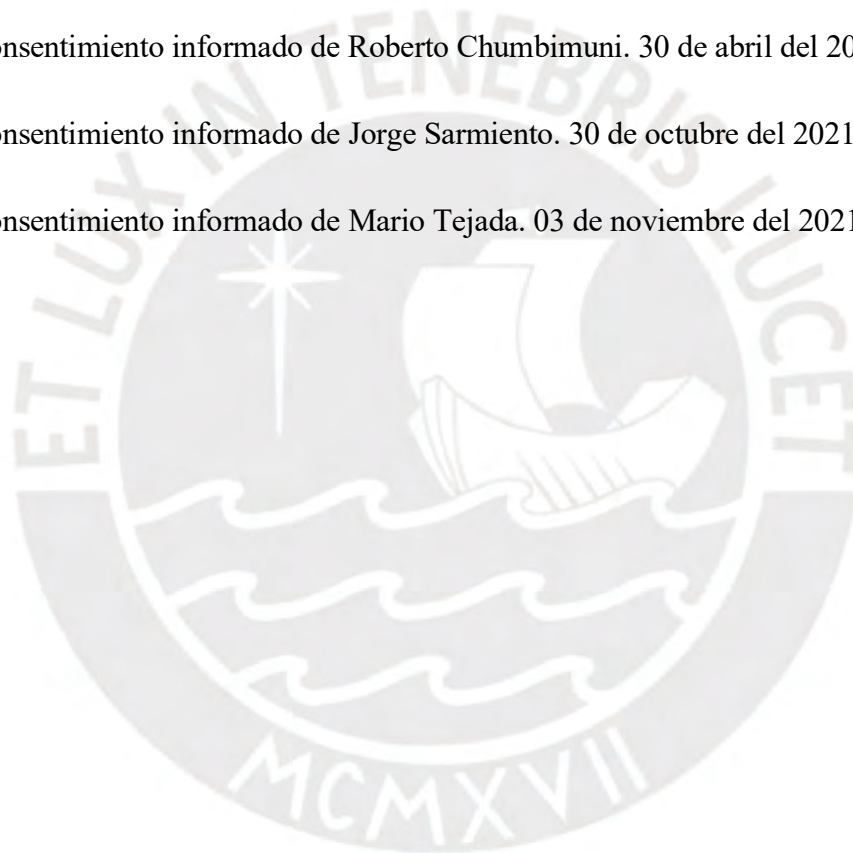 onsentimiento informado de Roberto Chumbimuni. 30 de abril del 20
onsentimiento informado de Jorge Sarmiento. 30 de octubre del 2021
onsentimiento informado de Mario Tejada. 03 de noviembre del 2021
ET LUX IN TENEBRIS LUCET
MCMXVII